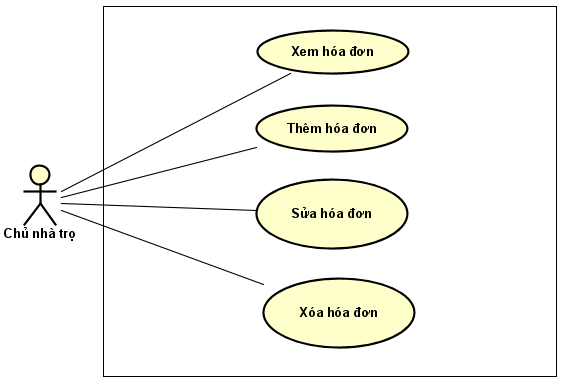 Xem hóa đơn
Thêm hóa đơn
Sửa hóa đơn
Chủ nhà trọ
Xóa hóa đơn